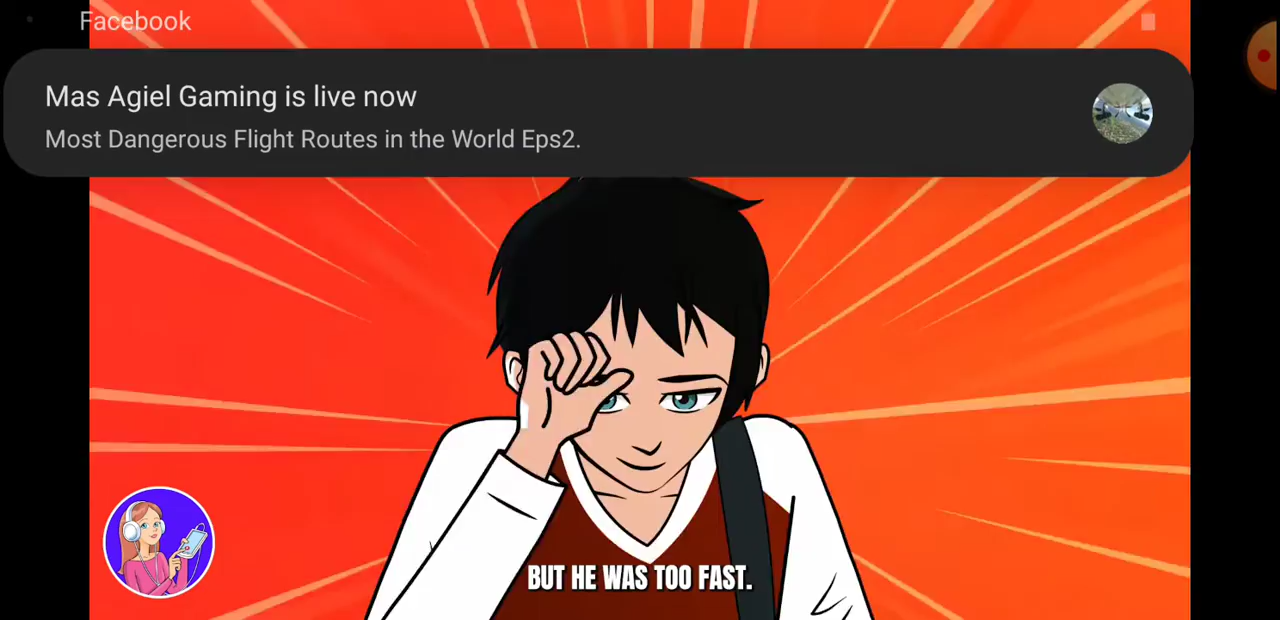 Facebook
Mas Agiel Gaming is live now
Most Dangerous Flight Routes in the World Eps2.
BUT HE WAS TOO FAST.